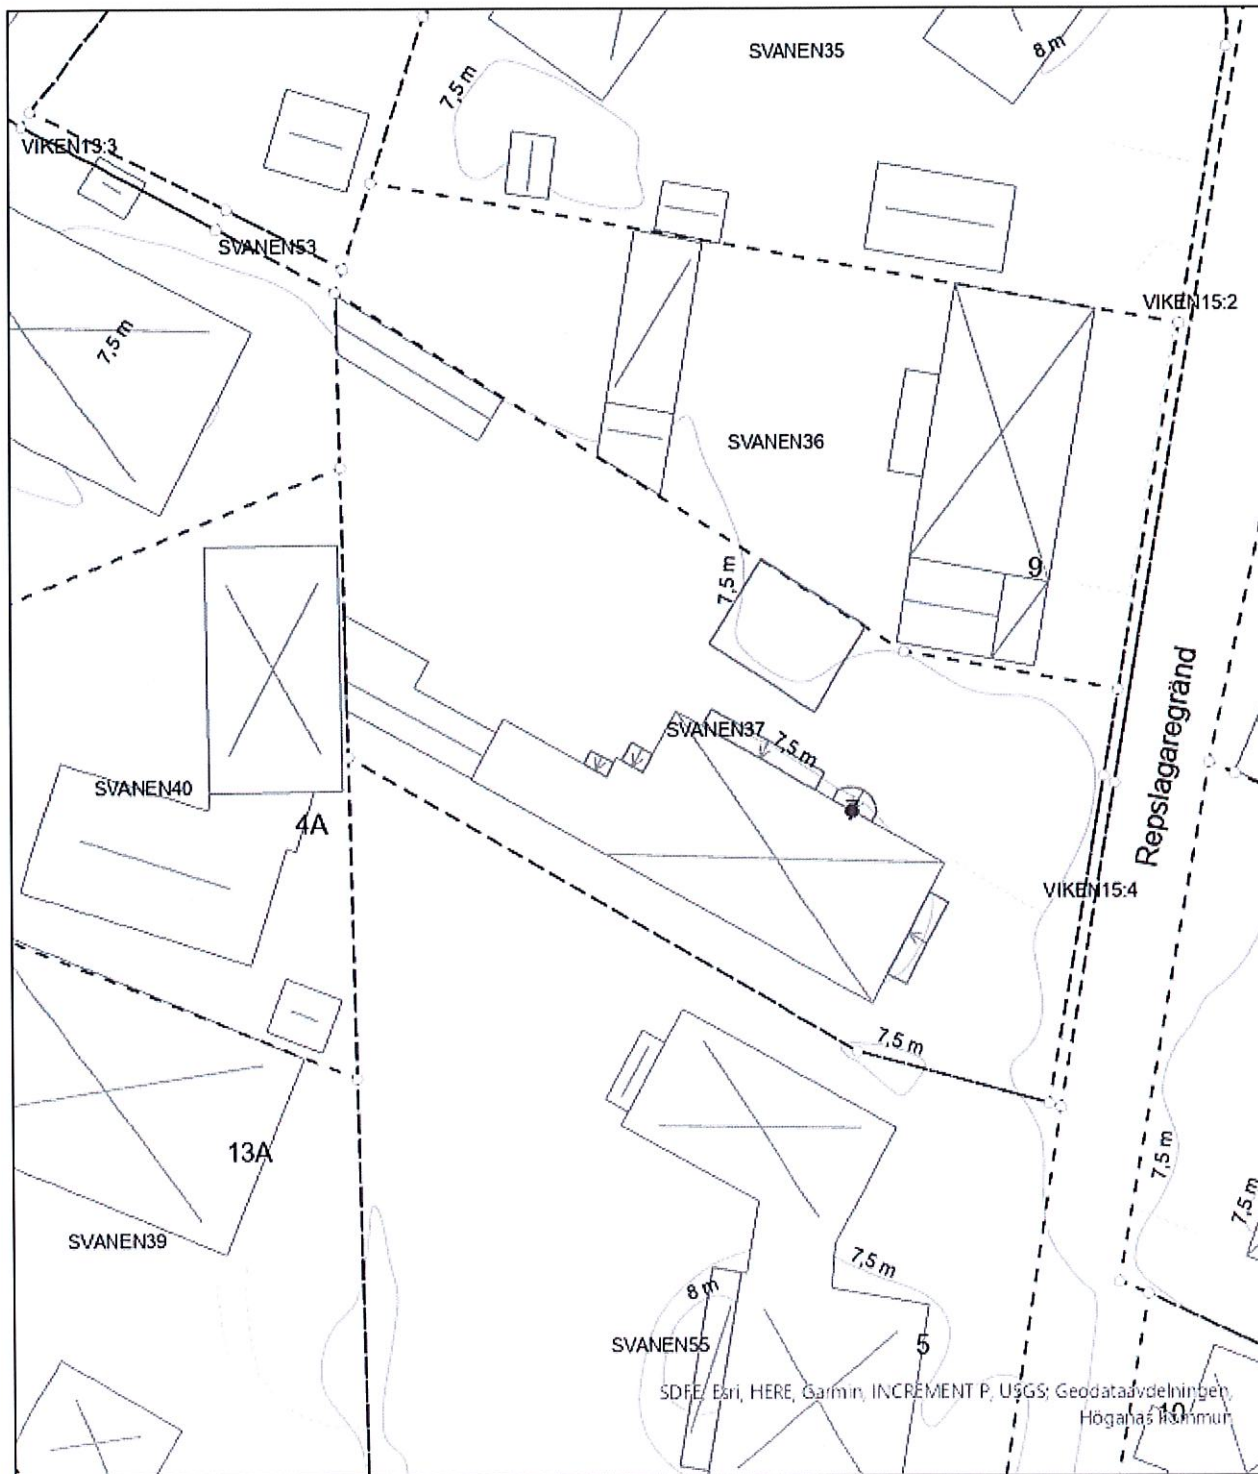 SVANEN35
8 m
7,5 m
VIKEN13:3
SVANEN53
VIKEN15:2
7,5 m
SVANEN36
9
7,5 m
Repslagaregränd
SVANEN37
7,5 m
7
SVANEN40
4A
VIKEN15:4
7,5 m
13A
7,5 m
7,5 m
SVANEN39
7,5 m
8 m
SVANEN55
5
SDFE, Esri, HERE, Garmin, INCREMENT P, USGS; Geodataavdelningen,
Höganäs kommun
10